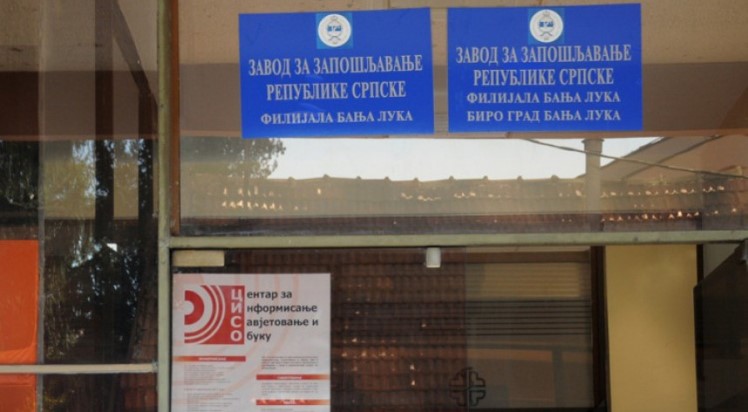 ЗАВОД ЗА ЗАПОШЉАВАЊЕ
РЕПУБЛИКЕ СРПСКЕ
ФИЛИЈАЛА БАЊА ЛУКА
ЗАВОД ЗА ЗАПОШЉАВАЊЕ
РЕПУБЛИКЕ СРПСКЕ
ФИЛИЈАЛА БАЊА ЛУКА
БИРО ГРАД БАЊА ЛУКА
Центар за
Информисање
Савјетовање и
Обуку